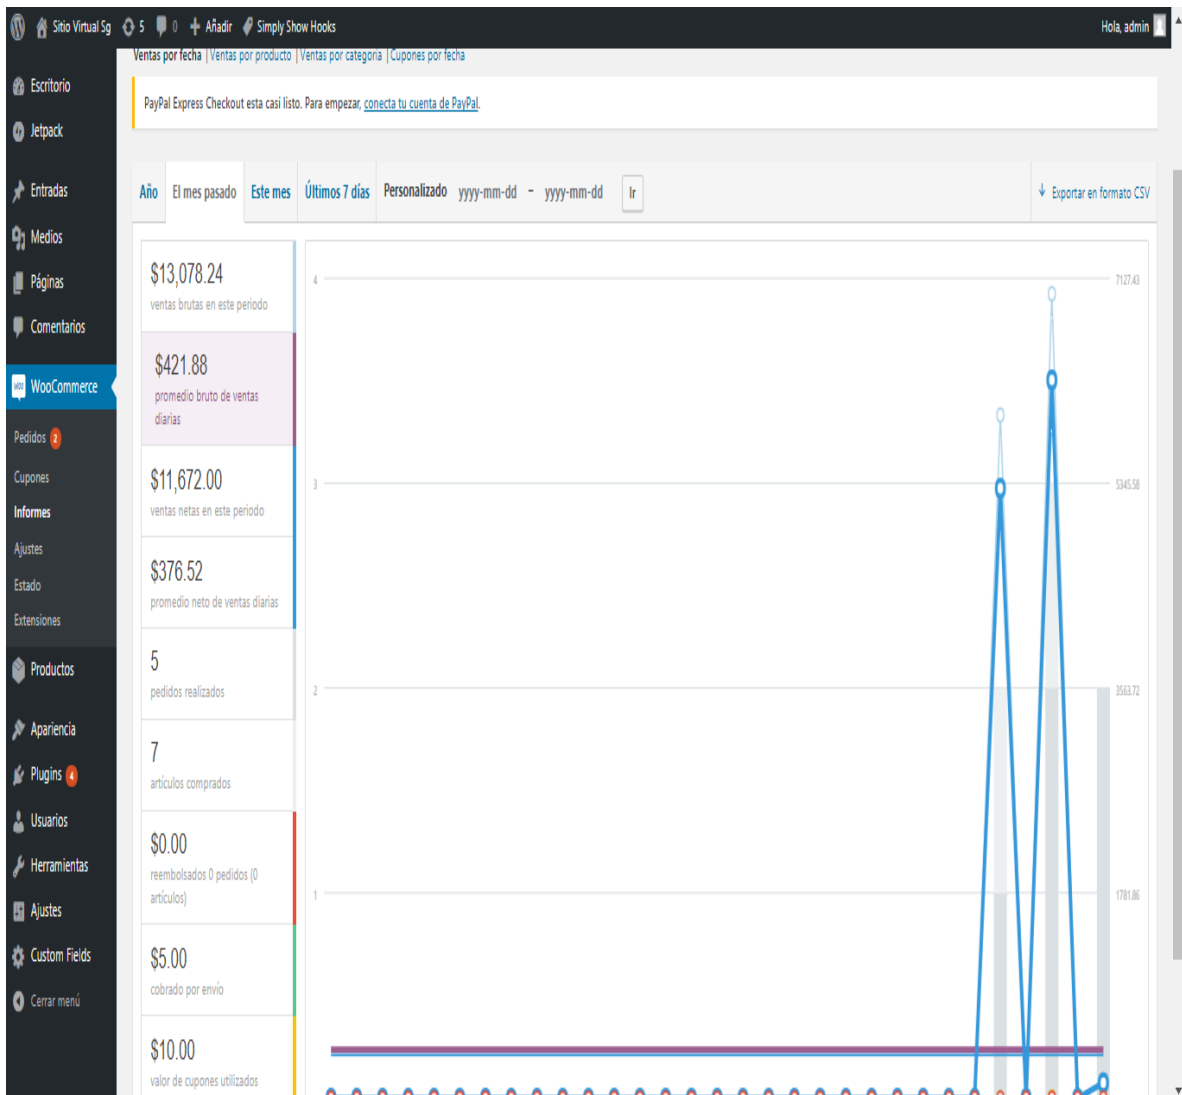 Sitio Virtual Sg 5 0 Añadir Simply Show Hooks Hola, admin
Ventas por fecha | Ventas por producto | Ventas por categoria | Cupones por fecha
PayPal Express Checkout esta casi listo. Para empezar, conecta tu cuenta de PayPal.
Escritorio
Jetpack
Entradas
Medios
Páginas
Comentarios
WooCommerce
Pedidos 2
Cupones
Informes
Ajustes
Estado
Extensiones
Productos
Apariencia
Plugins 4
Usuarios
Herramientas
Ajustes
Custom Fields
Cerrar menú
Año El mes pasado Este mes Últimos 7 días Personalizado yyyy-mm-dd – yyyy-mm-dd Ir Exportar en formato CSV
$13,078.24
ventas brutas en este periodo
$421.88
promedio bruto de ventas
diarias
$11,672.00
ventas netas en este periodo
$376.52
promedio neto de ventas diarias
5
pedidos realizados
7
artículos comprados
$0.00
reembolsados 0 pedidos (0
artículos)
$5.00
cobrado por envío
$10.00
valor de cupones utilizados
4 7127.43
3 5345.58
2 3563.72
1 1781.86